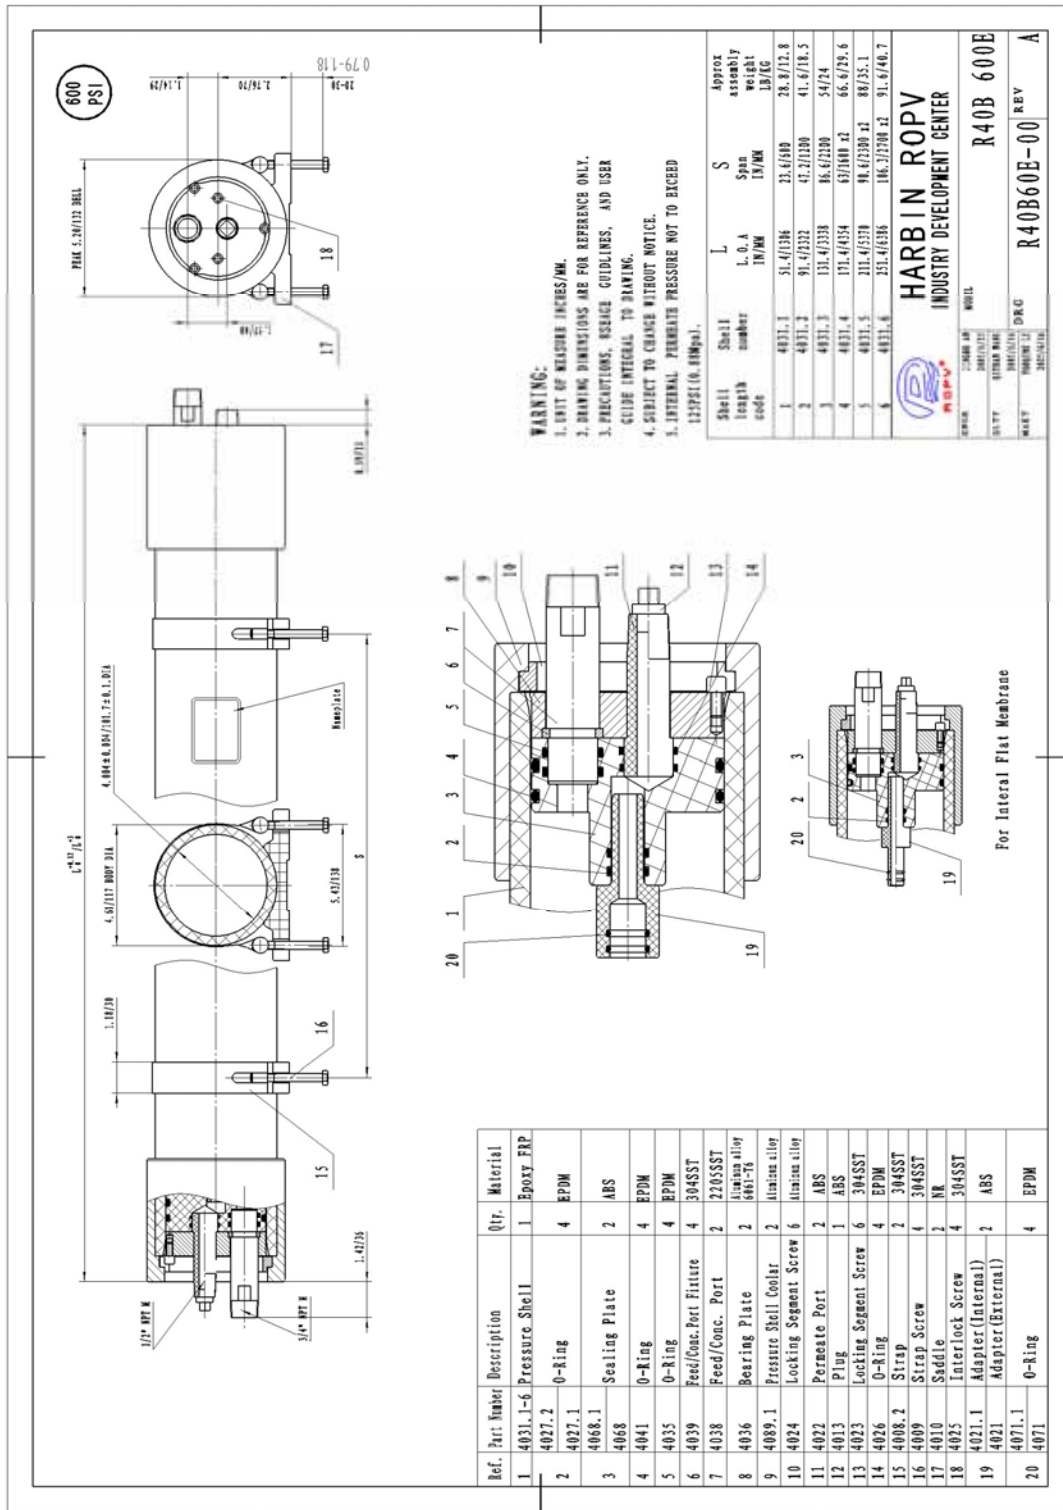 600
PSI
PEAK 5.20/132 BELL
1.14/29
2.76/70
20-30
0.79-1.18
17
18
L
4.004±0.004/101.7±0.1.DIA
4.61/117 BODY DIA
5.43/138
1.18/30
Nameplate
S
15
16
1/2" NPT M
3/4" NPT M
1.42/36
WARNING:
1. UNIT OF MEASURE INCHES/MM.
2. DRAWING DIMENSIONS ARE FOR REFERENCE ONLY.
3. PRECAUTIONS, USEAGE GUIDLINES, AND USER
GUIDE INTEGRAL TO DRAWING.
4. SUBJECT TO CHANGE WITHOUT NOTICE.
5. INTERNAL PERMEATE PRESSURE NOT TO EXCEED
125PSI(0.88Mpa).
Shell length code Shell number L L.O.A IN/MM S Span IN/MM Approx assembly weight LB/KG
1 4031.1 51.4/1306 23.6/600 28.8/12.8
2 4031.2 91.4/2322 47.2/1200 41.6/18.5
3 4031.3 131.4/3338 86.6/2200 54/24
4 4031.4 171.4/4354 63/1600 x2 66.6/29.6
5 4031.5 211.4/5370 90.6/2300 x2 88/35.1
6 4031.6 251.4/6386 106.3/2700 x2 91.6/40.7
ROPV
HARBIN ROPV
INDUSTRY DEVELOPMENT CENTER
MODEL R40B 600E
DRG R40B60E-00 REV A
1
2
3
4
5
6
7
8
9
10
11
12
13
14
19
20
3
2
20
19
For Interal Flat Membrane
Ref. Part Number Description Qty. Material
1 4031.1-6 Pressure Shell 1 Epoxy FRP
2 4027.2 4027.1 O-Ring 4 EPDM
3 4068.1 4068 Sealing Plate 2 ABS
4 4041 O-Ring 4 EPDM
5 4035 O-Ring 4 EPDM
6 4039 Feed/Conc.Port Fixture 4 304SST
7 4038 Feed/Conc. Port 2 2205SST
8 4036 Bearing Plate 2 Aluminum alloy 6061-T6
9 4089.1 Pressure Shell Coolar 2 Aluminum alloy
10 4024 Locking Segment Screw 6 Aluminum alloy
11 4022 Permeate Port 2 ABS
12 4013 Plug 1 ABS
13 4023 Locking Segment Screw 6 304SST
14 4026 O-Ring 4 EPDM
15 4008.2 Strap 2 304SST
16 4009 Strap Screw 4 304SST
17 4010 Saddle 2 NR
18 4025 Interlock Screw 4 304SST
19 4021.1 Adapter(Internal) 4021 Adapter(External) 2 ABS
20 4071.1 4071 O-Ring 4 EPDM